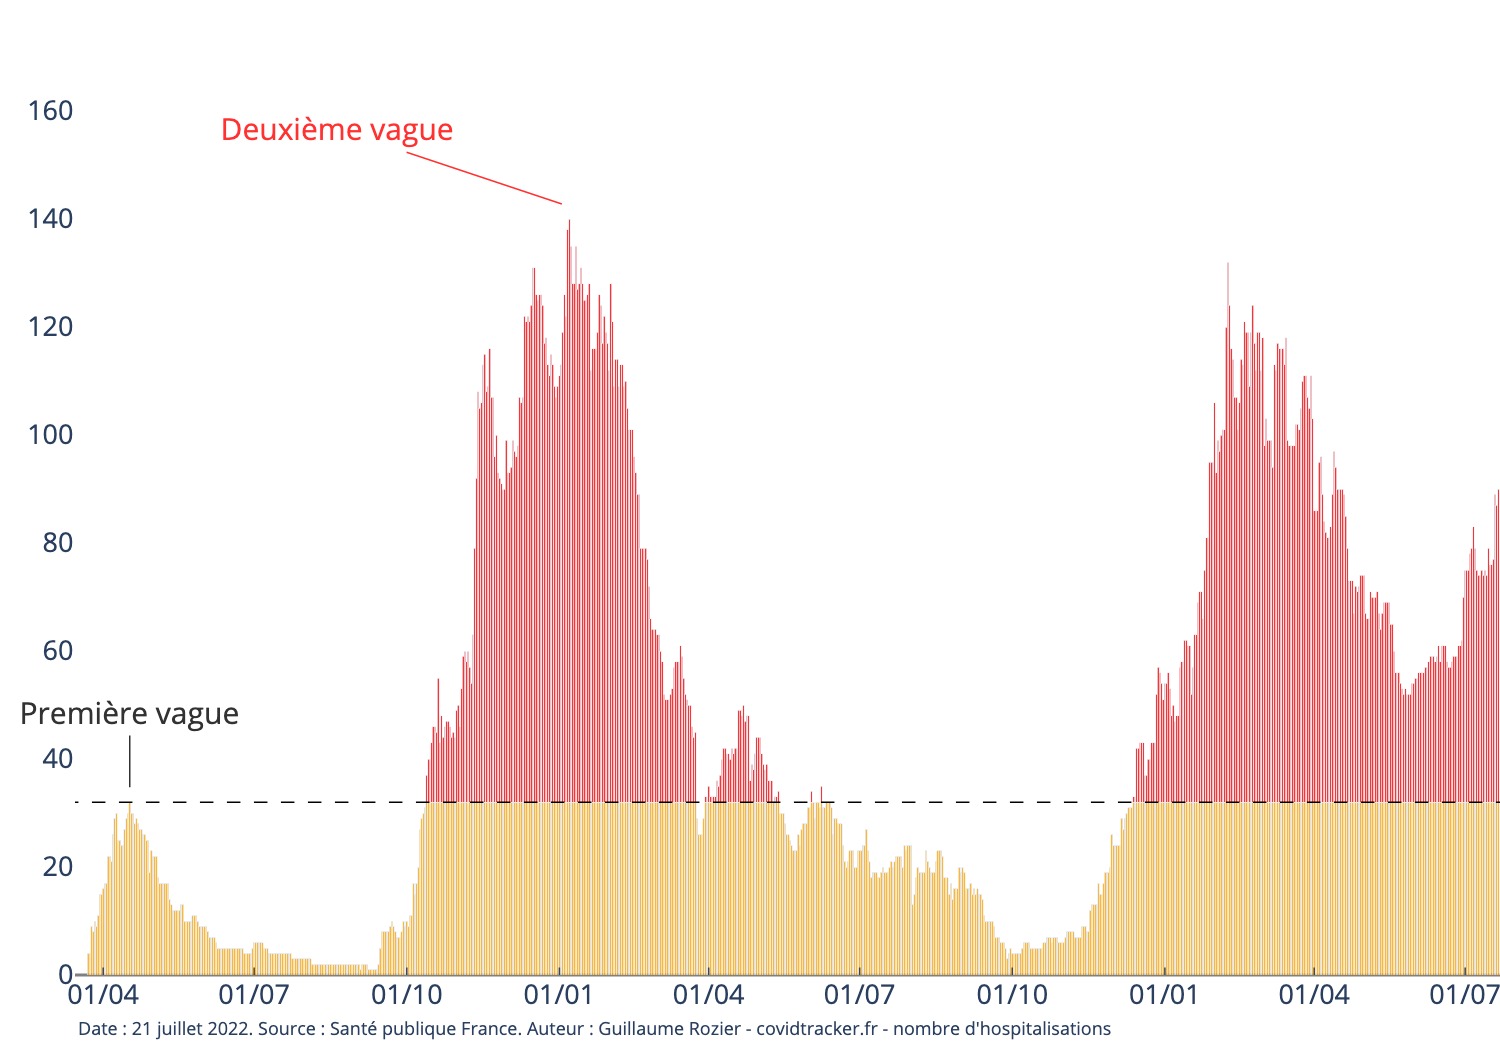 160
Deuxième vague
140
120
100
80
60
Première vague
40
20
0
01/04 01/07 01/10 01/01 01/04 01/07 01/10 01/01 01/04 01/07
Date : 21 juillet 2022. Source : Santé publique France. Auteur : Guillaume Rozier - covidtracker.fr - nombre d'hospitalisations